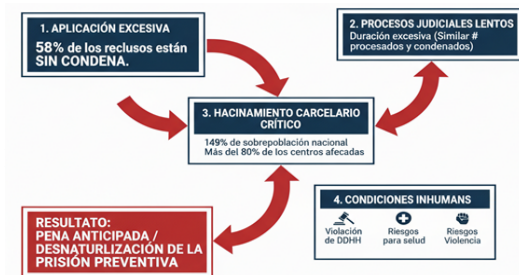 1. APLICACIÓN EXCESIVA
58% de los reclusos están
SIN CONDENA.
2. PROCESOS JUDICIALES LENTOS
Duración excesiva (Similar #
procesados y condenados)
3. HACINAMIENTO CARCELARIO
CRÍTICO
149% de sobrepoblación nacional
Más del 80% de los centros afecadas
4. CONDICIONES INHUMANS
Violación
de DDHH
Riesgos
para salud
Riesgos
Violencia
RESULTATO:
PENA ANTICIPADA /
DESNATURLIZACIÓN DE LA
PRISIÓN PREVENTIVA